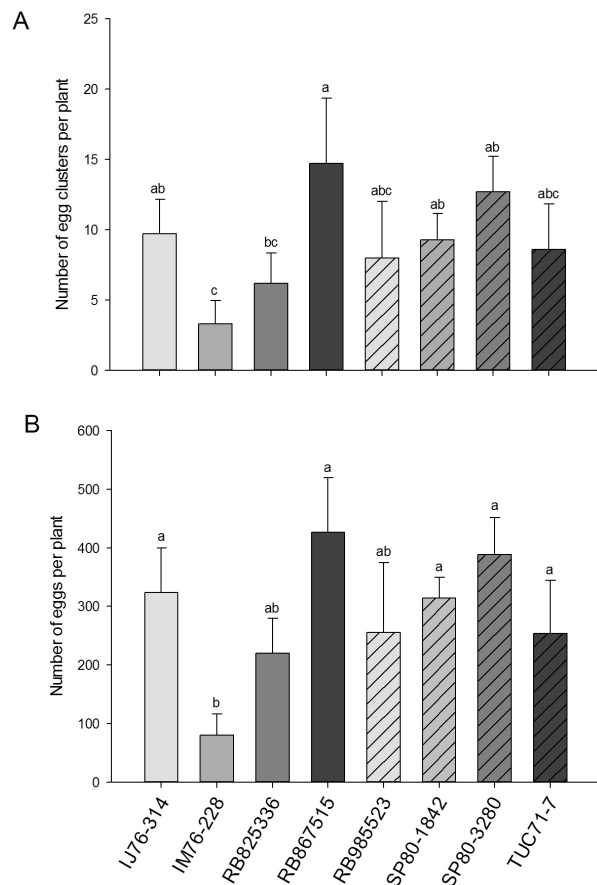 A
Number of egg clusters per plant
25
20
15
10
5
0
ab
c
bc
a
abc
ab
ab
abc
B
Number of eggs per plant
600
500
400
300
200
100
0
a
b
ab
a
ab
a
a
a
IJ76-314
IM76-228
RB825336
RB867515
RB985523
SP80-1842
SP80-3280
TUC71-7